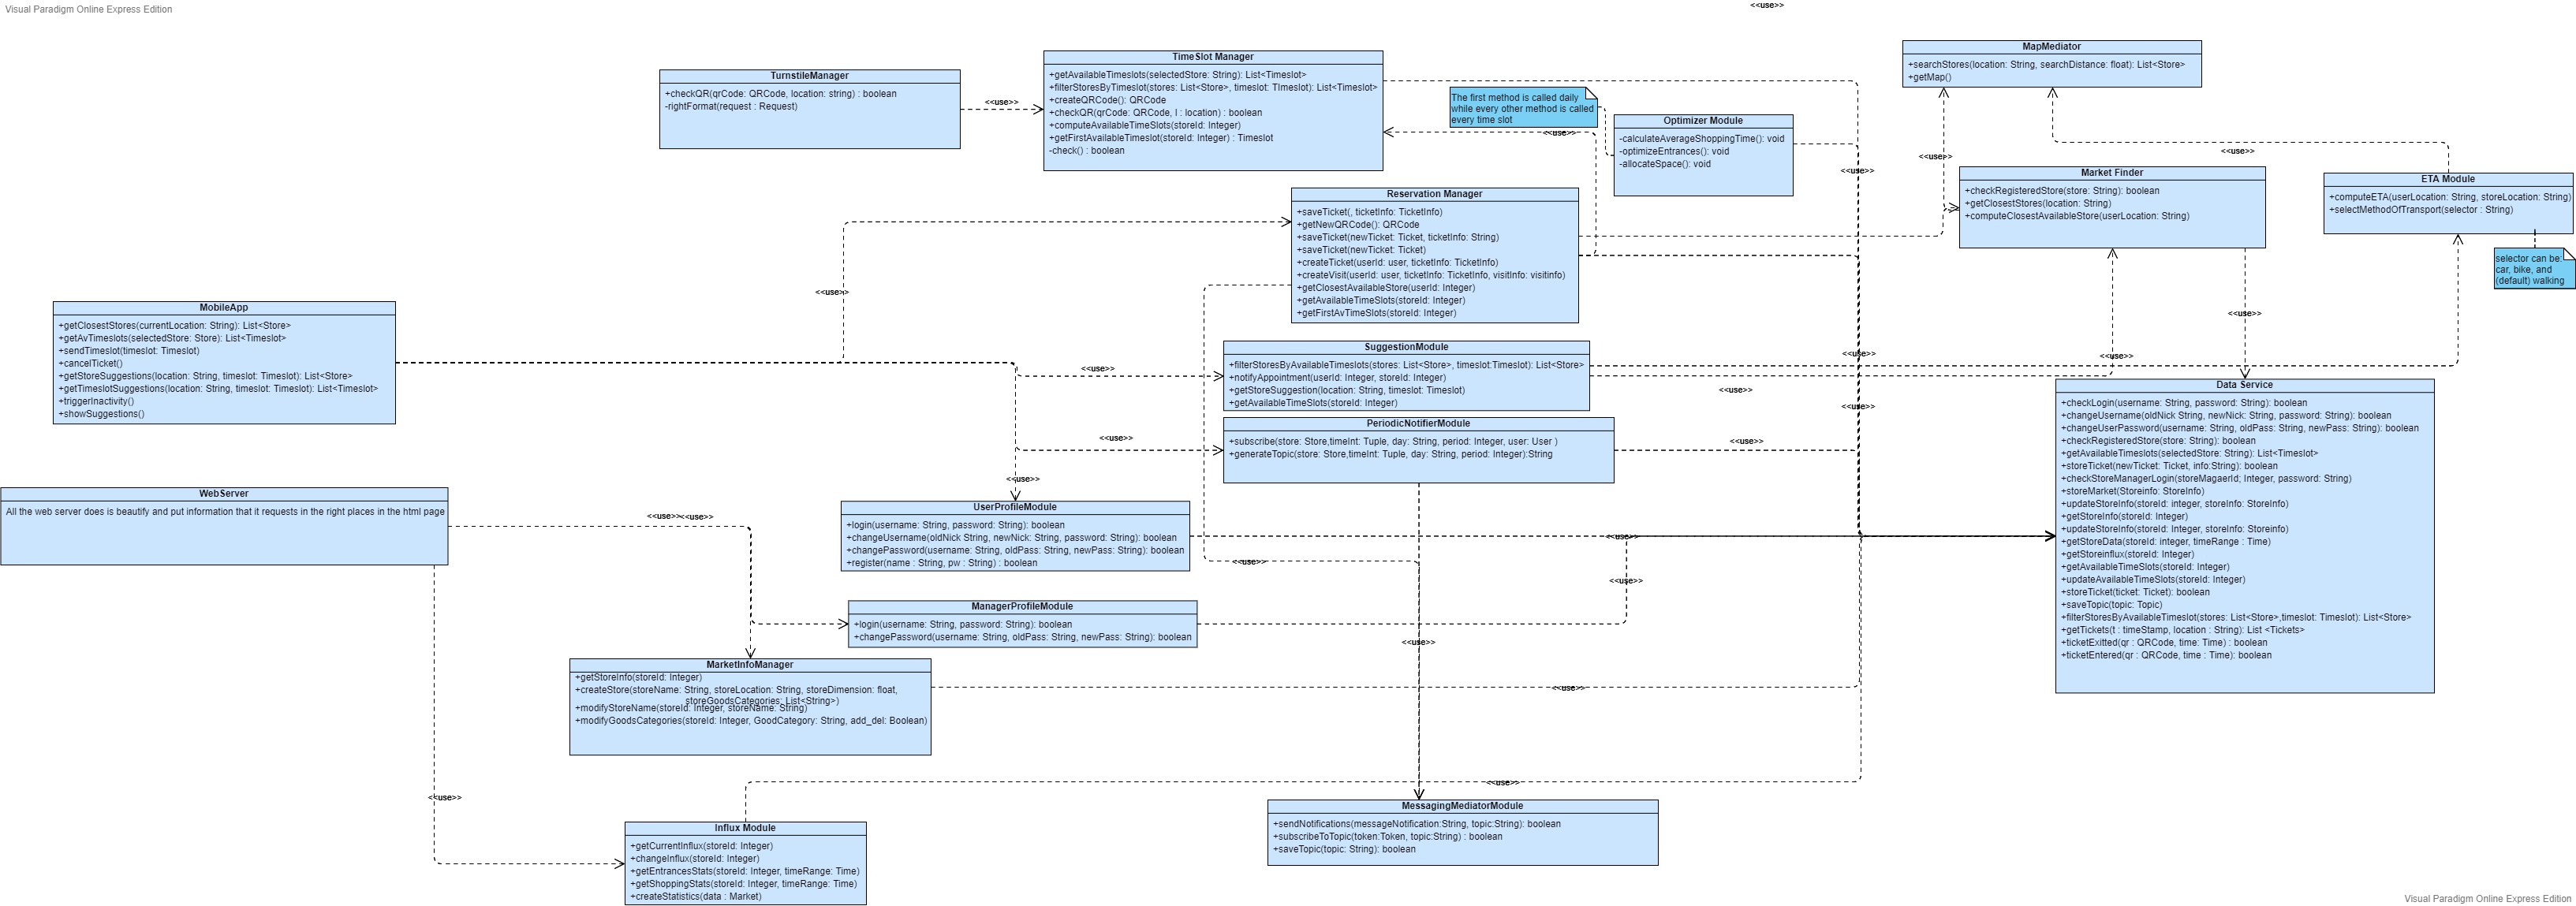 Visual Paradigm Online Express Edition
<<use>>
TurnstileManager
+checkQR(qrCode: QRCode, location: string) : boolean
-rightFormat(request : Request)
<<use>>
TimeSlot Manager
+getAvailableTimeslots(selectedStore: String): List<Timeslot>
+filterStoresByTimeslot(stores: List<Store>, timeslot: TImeslot): List<Timeslot>
+createQRCode(): QRCode
+checkQR(qrCode: QRCode, l : location) : boolean
+computeAvailableTimeSlots(storeId: Integer)
+getFirstAvailableTimeslot(storeId: Integer) : Timeslot
-check() : boolean
The first method is called daily
while every other method is called
every time slot
<<use>>
Optimizer Module
-calculateAverageShoppingTime(): void
-optimizeEntrances(): void
-allocateSpace(): void
<<use>>
MapMediator
+searchStores(location: String, searchDistance: float): List<Store>
+getMap()
<<use>>
<<use>>
Market Finder
+checkRegisteredStore(store: String): boolean
+getClosestStores(location: String)
+computeClosestAvailableStore(userLocation: String)
ETA Module
+computeETA(userLocation: String, storeLocation: String)
+selectMethodOfTransport(selector : String)
selector can be:
car, bike, and
(default) walking
Reservation Manager
+saveTicket(, ticketInfo: TicketInfo)
+getNewQRCode(): QRCode
+saveTicket(newTicket: Ticket, ticketInfo: String)
+saveTicket(newTicket: Ticket)
+createTicket(userId: user, ticketInfo: TicketInfo)
+createVisit(userId: user, ticketInfo: TicketInfo, visitInfo: visitinfo)
+getClosestAvailableStore(userId: Integer)
+getAvailableTimeSlots(storeId: Integer)
+getFirstAvTimeSlots(storeId: Integer)
<<use>>
<<use>>
MobileApp
+getClosestStores(currentLocation: String): List<Store>
+getAvTimeslots(selectedStore: Store): List<Timeslot>
+sendTimeslot(timeslot: Timeslot)
+cancelTicket()
+getStoreSuggestions(location: String, timeslot: Timeslot): List<Store>
+getTimeslotSuggestions(location: String, timeslot: Timeslot): List<Timeslot>
+triggerInactivity()
+showSuggestions()
<<use>>
SuggestionModule
+filterStoresByAvailableTimeslots(stores: List<Store>, timeslot:Timeslot): List<Store>
+notifyAppointment(userId: Integer, storeId: Integer)
+getStoreSuggestion(location: String, timeslot: Timeslot)
+getAvailableTimeSlots(storeId: Integer)
<<use>>
<<use>>
<<use>>
<<use>>
<<use>>
PeriodicNotifierModule
+subscribe(store: Store,timeInt: Tuple, day: String, period: Integer, user: User )
+generateTopic(store: Store,timeInt: Tuple, day: String, period: Integer):String
<<use>>
<<use>>
Data Service
+checkLogin(username: String, password: String): boolean
+changeUsername(oldNick String, newNick: String, password: String): boolean
+changeUserPassword(username: String, oldPass: String, newPass: String): boolean
+checkRegisteredStore(store: String): boolean
+getAvailableTimeslots(selectedStore: String): List<Timeslot>
+storeTicket(newTicket: Ticket, info:String): boolean
+checkStoreManagerLogin(storeMagaerId; Integer, password: String)
+storeMarket(Storeinfo: StoreInfo)
+updateStoreInfo(storeId: integer, storeInfo: StoreInfo)
+getStoreInfo(storeId: Integer)
+updateStoreInfo(storeId: Integer, storeInfo: Storeinfo)
+getStoreData(storeId: integer, timeRange : Time)
+getStoreinflux(storeId: Integer)
+getAvailableTimeSlots(storeId: Integer)
+updateAvailableTimeSlots(storeId: Integer)
+storeTicket(ticket: Ticket): boolean
+saveTopic(topic: Topic)
+filterStoresByAvailableTimeslot(stores: List<Store>,timeslot: Timeslot): List<Store>
+getTickets(t : timeStamp, location : String): List <Tickets>
+ticketExitted(qr : QRCode, time: Time) : boolean
+ticketEntered(qr : QRCode, time : Time): boolean
WebServer
All the web server does is beautify and put information that it requests in the right places in the html page
<<use>>
<<use>>
UserProfileModule
+login(username: String, password: String): boolean
+changeUsername(oldNick String, newNick: String, password: String): boolean
+changePassword(username: String, oldPass: String, newPass: String): boolean
+register(name : String, pw : String) : boolean
<<use>>
<<use>>
<<use>>
ManagerProfileModule
+login(username: String, password: String): boolean
+changePassword(username: String, oldPass: String, newPass: String): boolean
<<use>>
MarketInfoManager
+getStoreInfo(storeId: Integer)
+createStore(storeName: String, storeLocation: String, storeDimension: float,
storeGoodsCategories: List<String>)
+modifyStoreName(storeId: Integer, storeName: String)
+modifyGoodsCategories(storeId: Integer, GoodCategory: String, add_del: Boolean)
<<use>>
<<use>>
<<use>>
Influx Module
+getCurrentInflux(storeId: Integer)
+changeInflux(storeId: Integer)
+getEntrancesStats(storeId: Integer, timeRange: Time)
+getShoppingStats(storeId: Integer, timeRange: Time)
+createStatistics(data : Market)
MessagingMediatorModule
+sendNotifications(messageNotification:String, topic:String): boolean
+subscribeToTopic(token:Token, topic:String) : boolean
+saveTopic(topic: String): boolean
Visual Paradigm Online Express Edition